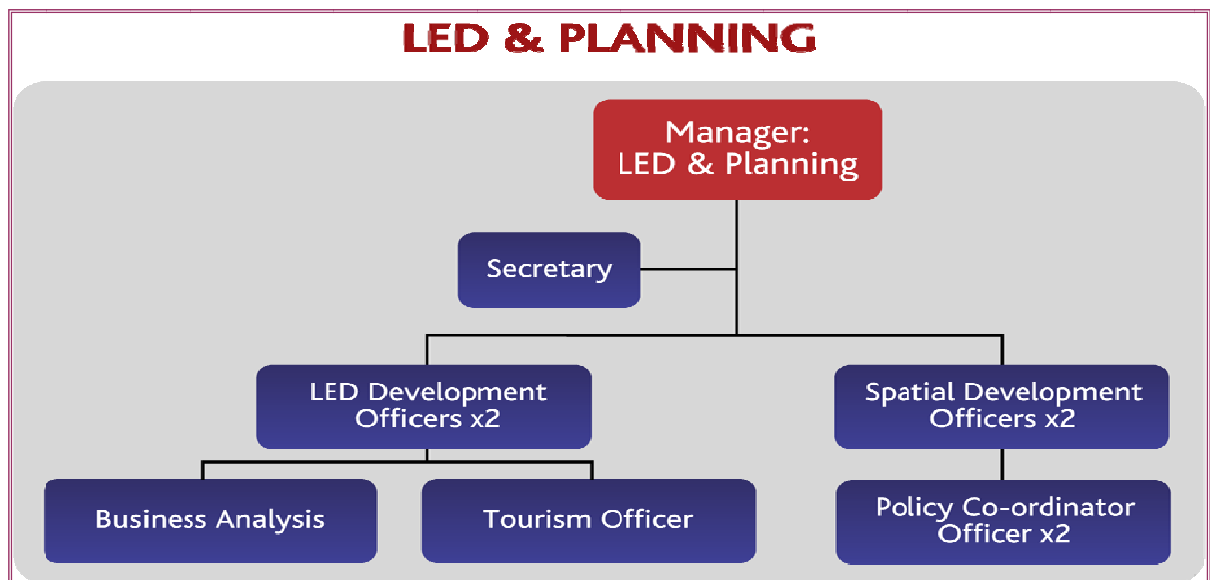 LED & PLANNING
Manager:
LED & Planning
Secretary
LED Development
Officers x2
Spatial Development
Officers x2
Business Analysis
Tourism Officer
Policy Co-ordinator
Officer x2